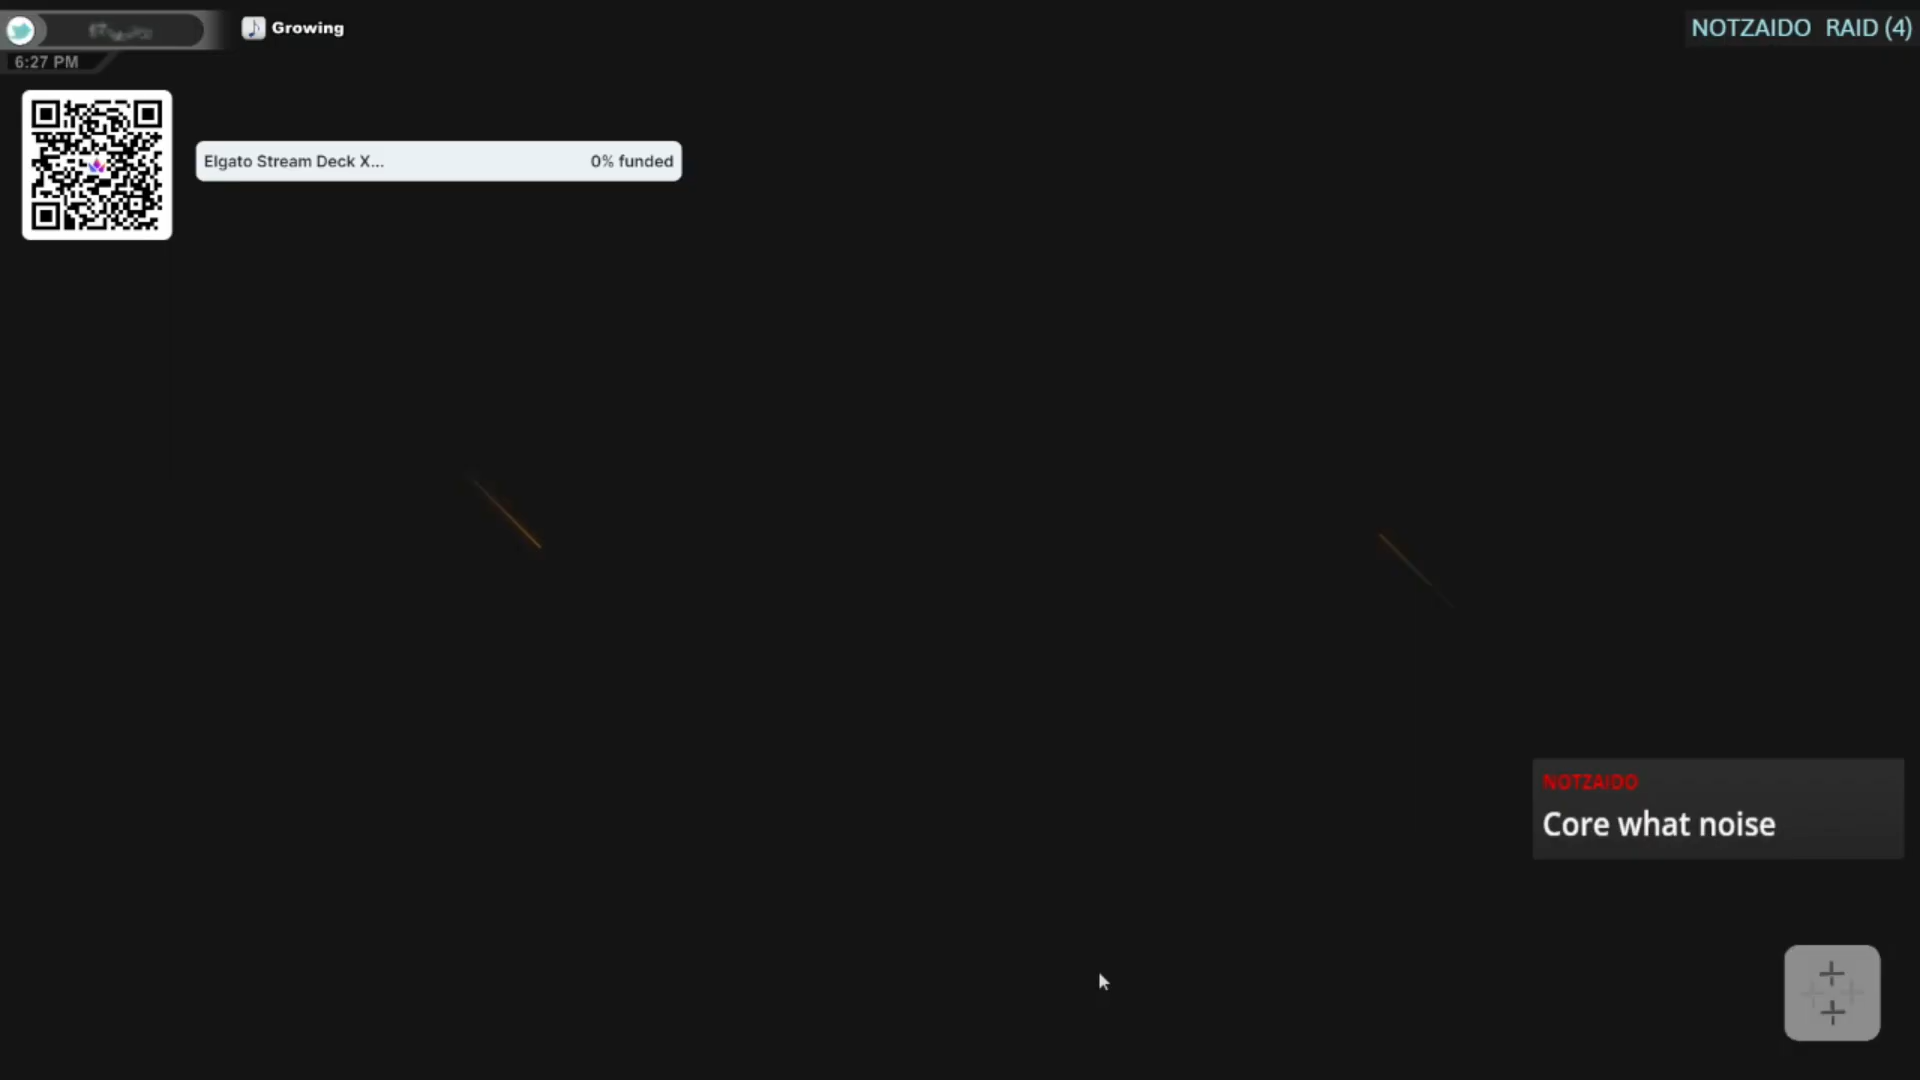 Growing
NOTZAIDO RAID (4)
6:27 PM
Elgato Stream Deck X... 0% funded
NOTZAIDO
Core what noise